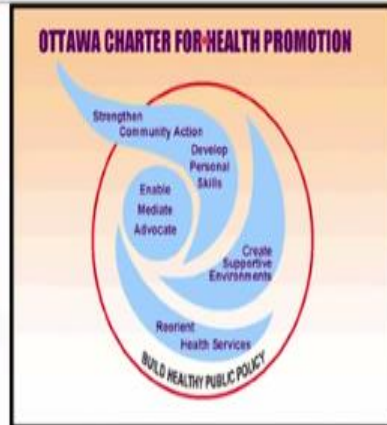 OTTAWA CHARTER FOR HEALTH PROMOTION
Strengthen
Community Action
Develop
Personal
Skills
Enable
Mediate
Advocate
Create
Supportive
Environments
Reorient
Health Services
BUILD HEALTHY PUBLIC POLICY